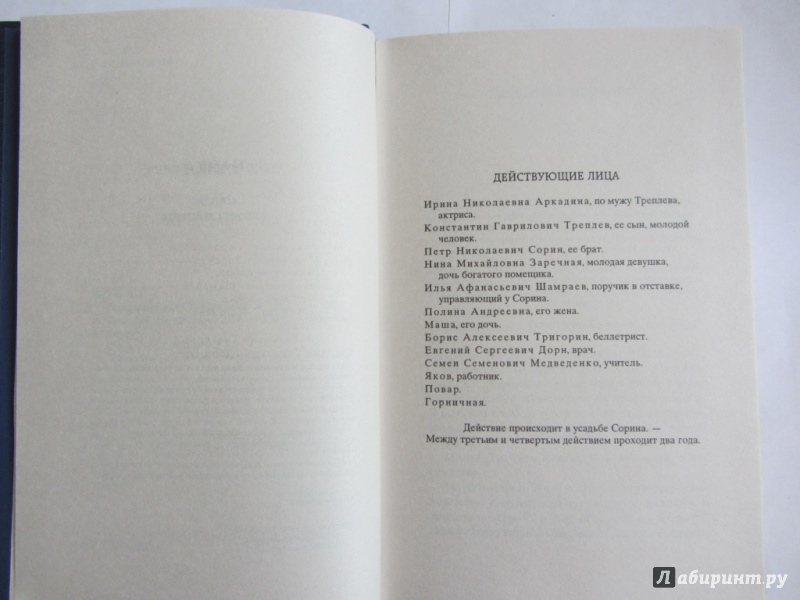 ДЕЙСТВУЮЩИЕ ЛИЦА
Ирина Николаевна Аркадина, по мужу Треплева,
актриса.
Константин Гаврилович Треплев, ее сын, молодой
человек.
Петр Николаевич Сорин, ее брат.
Нина Михайловна Заречная, молодая девушка,
дочь богатого помещика.
Илья Афанасьевич Шамраев, поручик в отставке,
управляющий у Сорина.
Полина Андреевна, его жена.
Маша, его дочь.
Борис Алексеевич Тригорин, беллетрист.
Евгений Сергеевич Дорн, врач.
Семен Семенович Медведенко, учитель.
Яков, работник.
Повар.
Горничная.
Действие происходит в усадьбе Сорина. —
Между третьим и четвертым действием проходит два года.
Лабиринт.ру